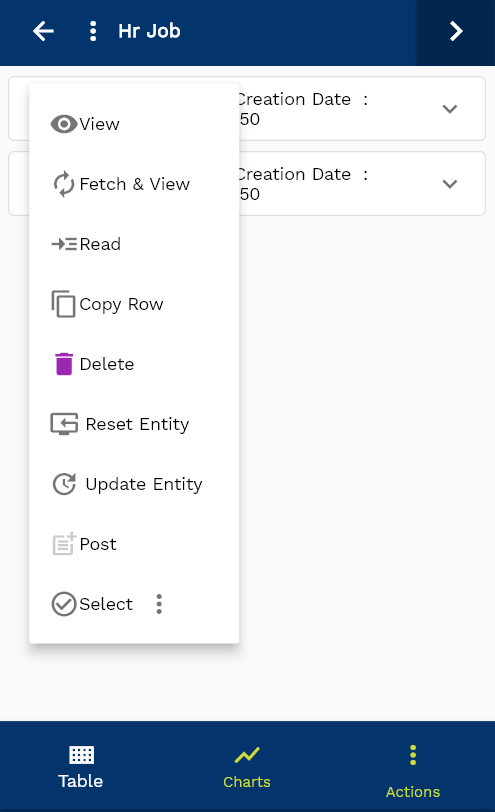 Hr Job
Creation Date :
50
Creation Date :
50
View
Fetch & View
Read
Copy Row
Delete
Reset Entity
Update Entity
Post
Select
Table
Charts
Actions